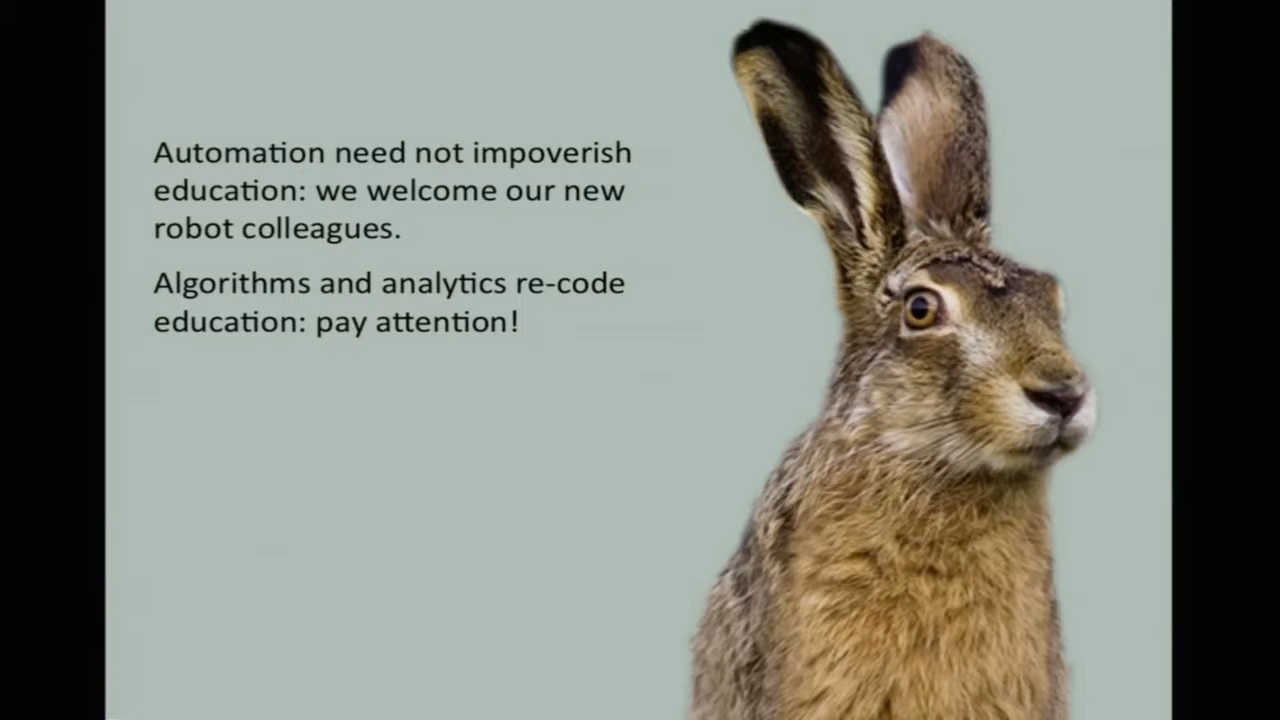 Automation need not impoverish
education: we welcome our new
robot colleagues.
Algorithms and analytics re-code
education: pay attention!